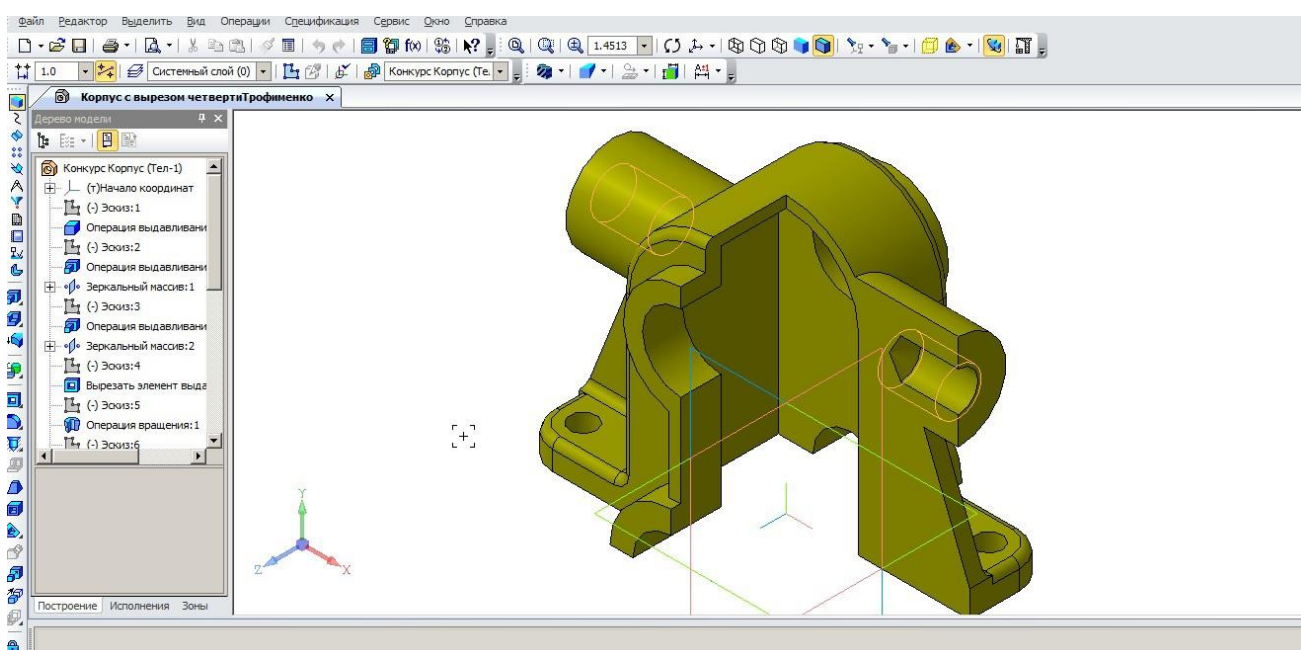 Файл Редактор Выделить Вид Операции Спецификация Сервис Окно Справка
f(x) 1.4513
1.0 Системный слой (0) Конкурс Корпус (Те.
Корпус с вырезом четвертиТрофименко x
Дерево модели
Конкурс Корпус (Тел-1)
(т)Начало координат
(-) Эскиз:1
Операция выдавливани
(-) Эскиз:2
Операция выдавливани
Зеркальный массив:1
(-) Эскиз:3
Операция выдавливани
Зеркальный массив:2
(-) Эскиз:4
Вырезать элемент выда
(-) Эскиз:5
Операция вращения:1
(-) Эскиз:6
Y
Z X
Построение Исполнения Зоны